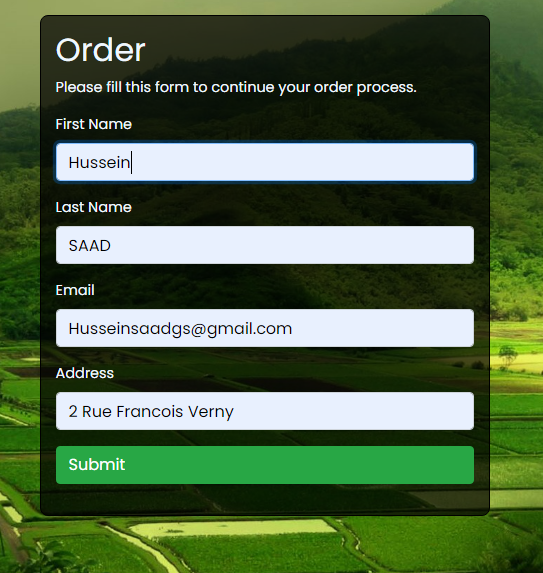 Order
Please fill this form to continue your order process.
First Name
Hussein
Last Name
SAAD
Email
Husseinsaadgs@gmail.com
Address
2 Rue Francois Verny
Submit